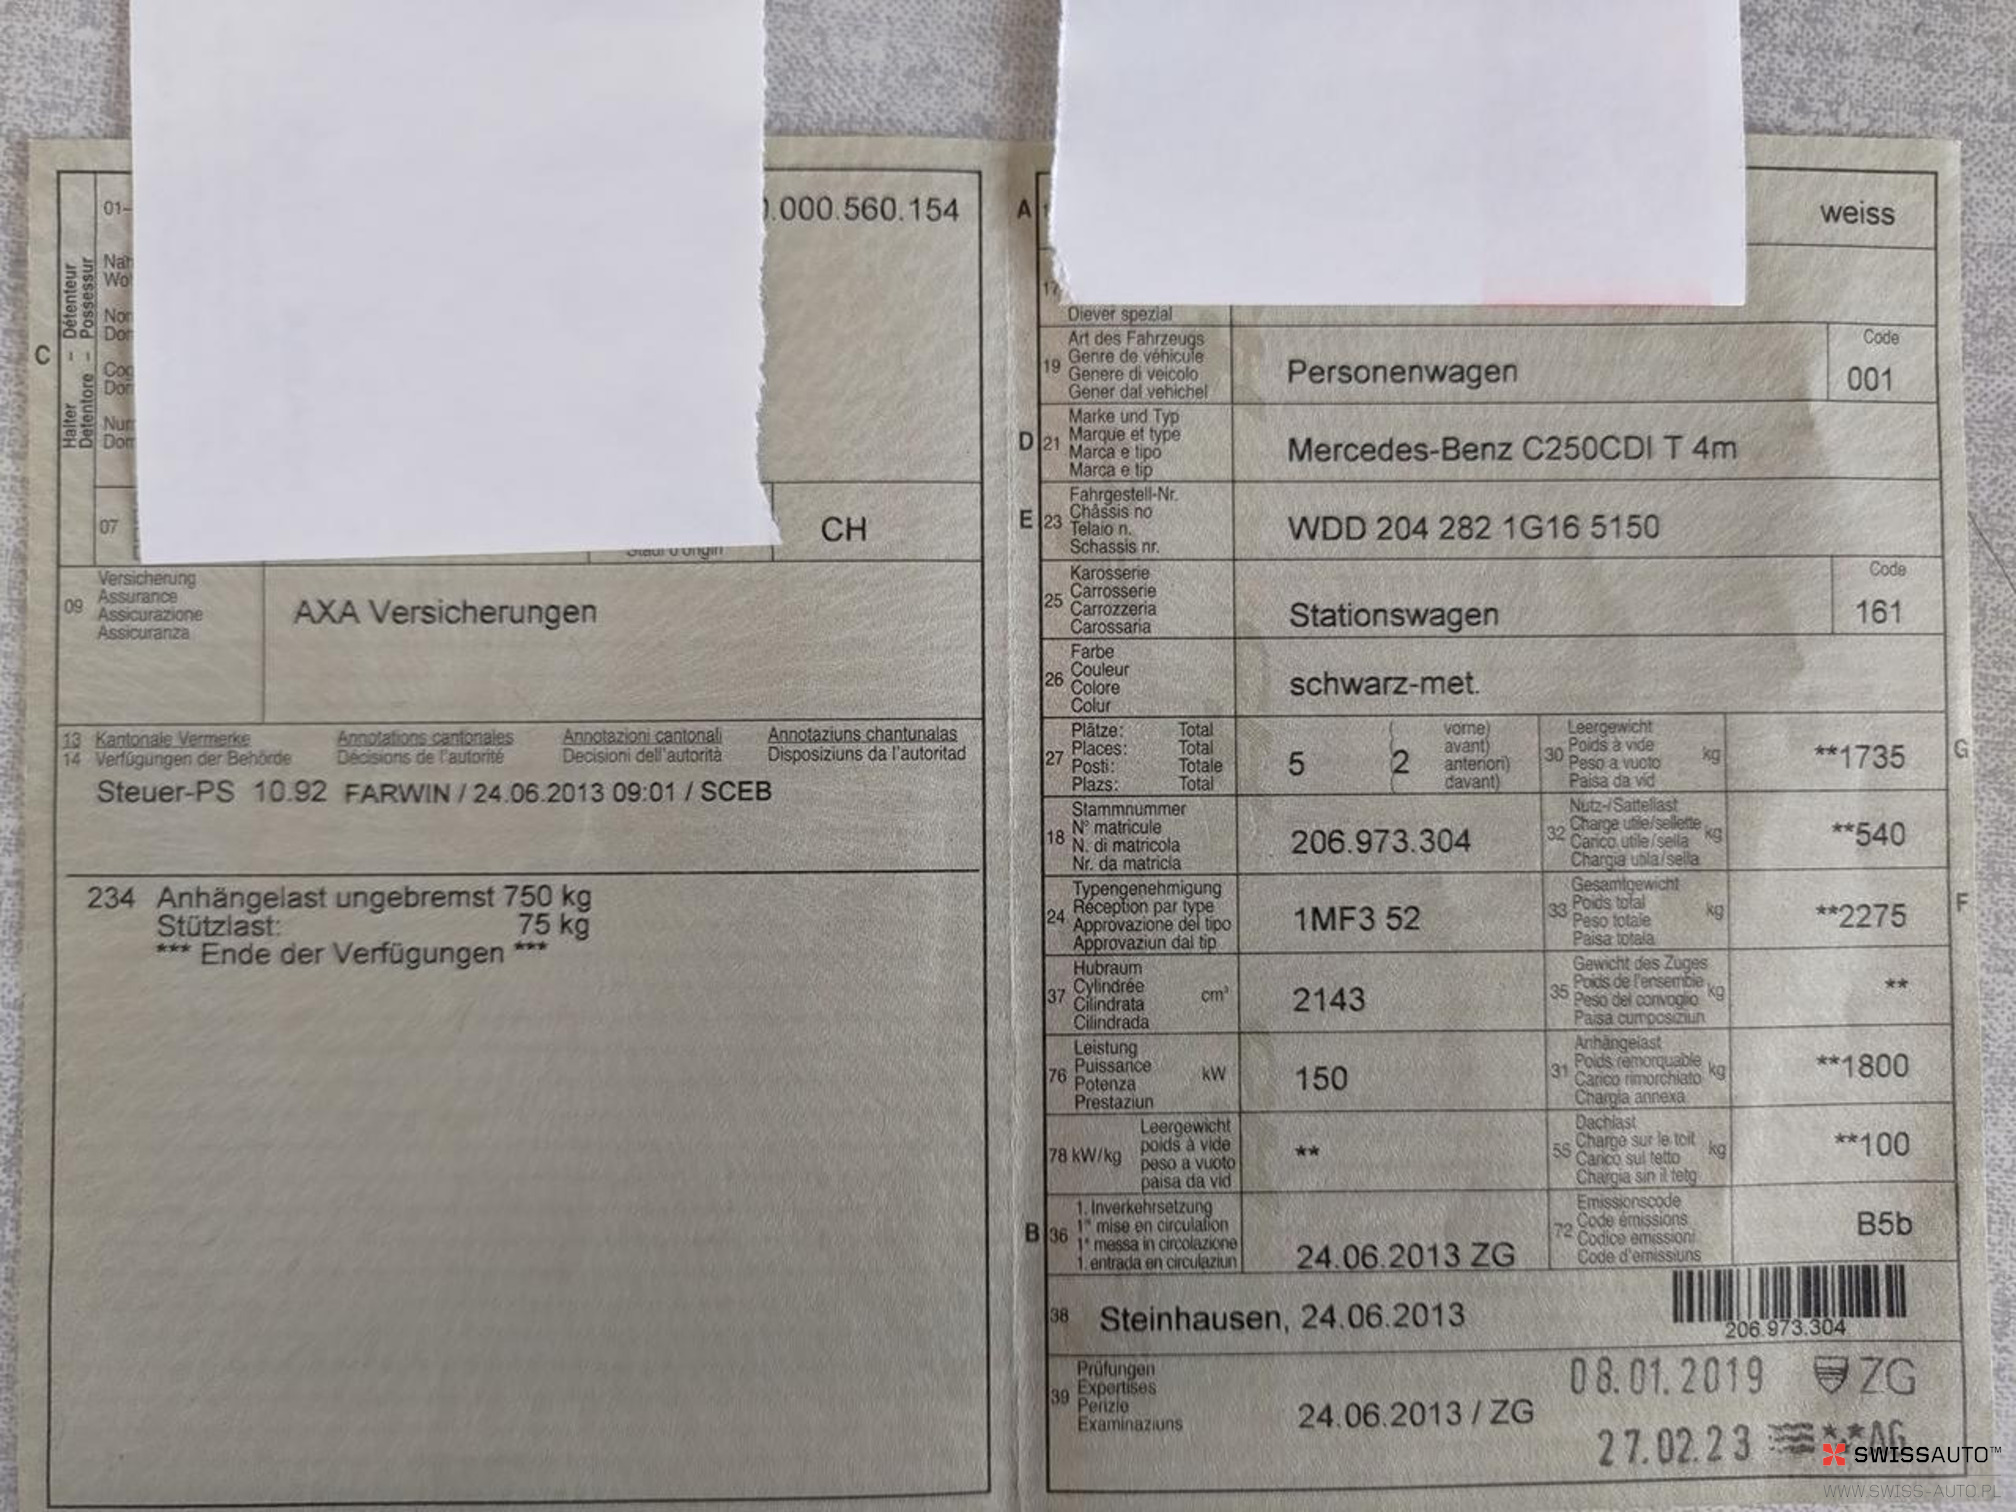 01-
.000.560.154
C
Halter - Détenteur
Detentore - Possessur
07
CH
09
Versicherung
Assurance
Assicurazione
Assicuranza
AXA Versicherungen
13 Kantonale Vermerke Annotations cantonales Annotazioni cantonali Annotaziuns chantunalas
14 Verfügungen der Behörde Décisions de l'autorité Decisioni dell'autorità Disposiziuns da l'autoritad
Steuer-PS 10.92 FARWIN / 24.06.2013 09:01 / SCEB
234 Anhängelast ungebremst 750 kg
Stützlast: 75 kg
*** Ende der Verfügungen ***
A
weiss
17
Diever spezial
19
Art des Fahrzeugs
Genre de véhicule
Genere di veicolo
Gener dal vehichel
Personenwagen
Code
001
D 21
Marke und Typ
Marque et type
Marca e tipo
Marca e tip
Mercedes-Benz C250CDI T 4m
E 23
Fahrgestell-Nr.
Châssis no
Telaio n.
Schassis nr.
WDD 204 282 1G16 5150
25
Karosserie
Carrosserie
Carrozzeria
Carossaria
Stationswagen
Code
161
26
Farbe
Couleur
Colore
Colur
schwarz-met.
27
Plätze: Total
Places: Total
Posti: Totale
Plazs: Total
5
( 2
vorne)
avant)
anteriori)
davant)
30
Leergewicht
Poids à vide
Peso a vuoto
Paisa da vid
kg
**1735
G
18
Stammnummer
N° matricule
N. di matricola
Nr. da matricla
206.973.304
32
Nutz-/Sattellast
Charge utile/sellette
Carico utile/sella
Chargia utila/sella
kg
**540
24
Typengenehmigung
Réception par type
Approvazione del tipo
Approvaziun dal tip
1MF3 52
33
Gesamtgewicht
Poids total
Peso totale
Paisa totala
kg
**2275
F
37
Hubraum
Cylindrée
Cilindrata
Cilindrada
cm³
2143
35
Gewicht des Zuges
Poids de l'ensemble
Peso del convoglio
Paisa cumposiziun
kg
**
76
Leistung
Puissance
Potenza
Prestaziun
kW
150
31
Anhängelast
Poids remorquable
Carico rimorchiato
Chargia annexa
kg
**1800
78 kW/kg
Leergewicht
poids à vide
peso a vuoto
paisa da vid
**
55
Dachlast
Charge sur le toit
Carico sul tetto
Chargia sin il tetg
kg
**100
B 36
1. Inverkehrsetzung
1re mise en circulation
1a messa in circolazione
1. entrada en circulaziun
24.06.2013 ZG
72
Emissionscode
Code émissions
Codice emissioni
Code d'emissiuns
B5b
38 Steinhausen, 24.06.2013
206.973.304
39
Prüfungen
Expertises
Perizie
Examinaziuns
24.06.2013 / ZG
08.01.2019 ZG
27.02.23 AG
SWISSAUTO™
WWW.SWISS-AUTO.PL